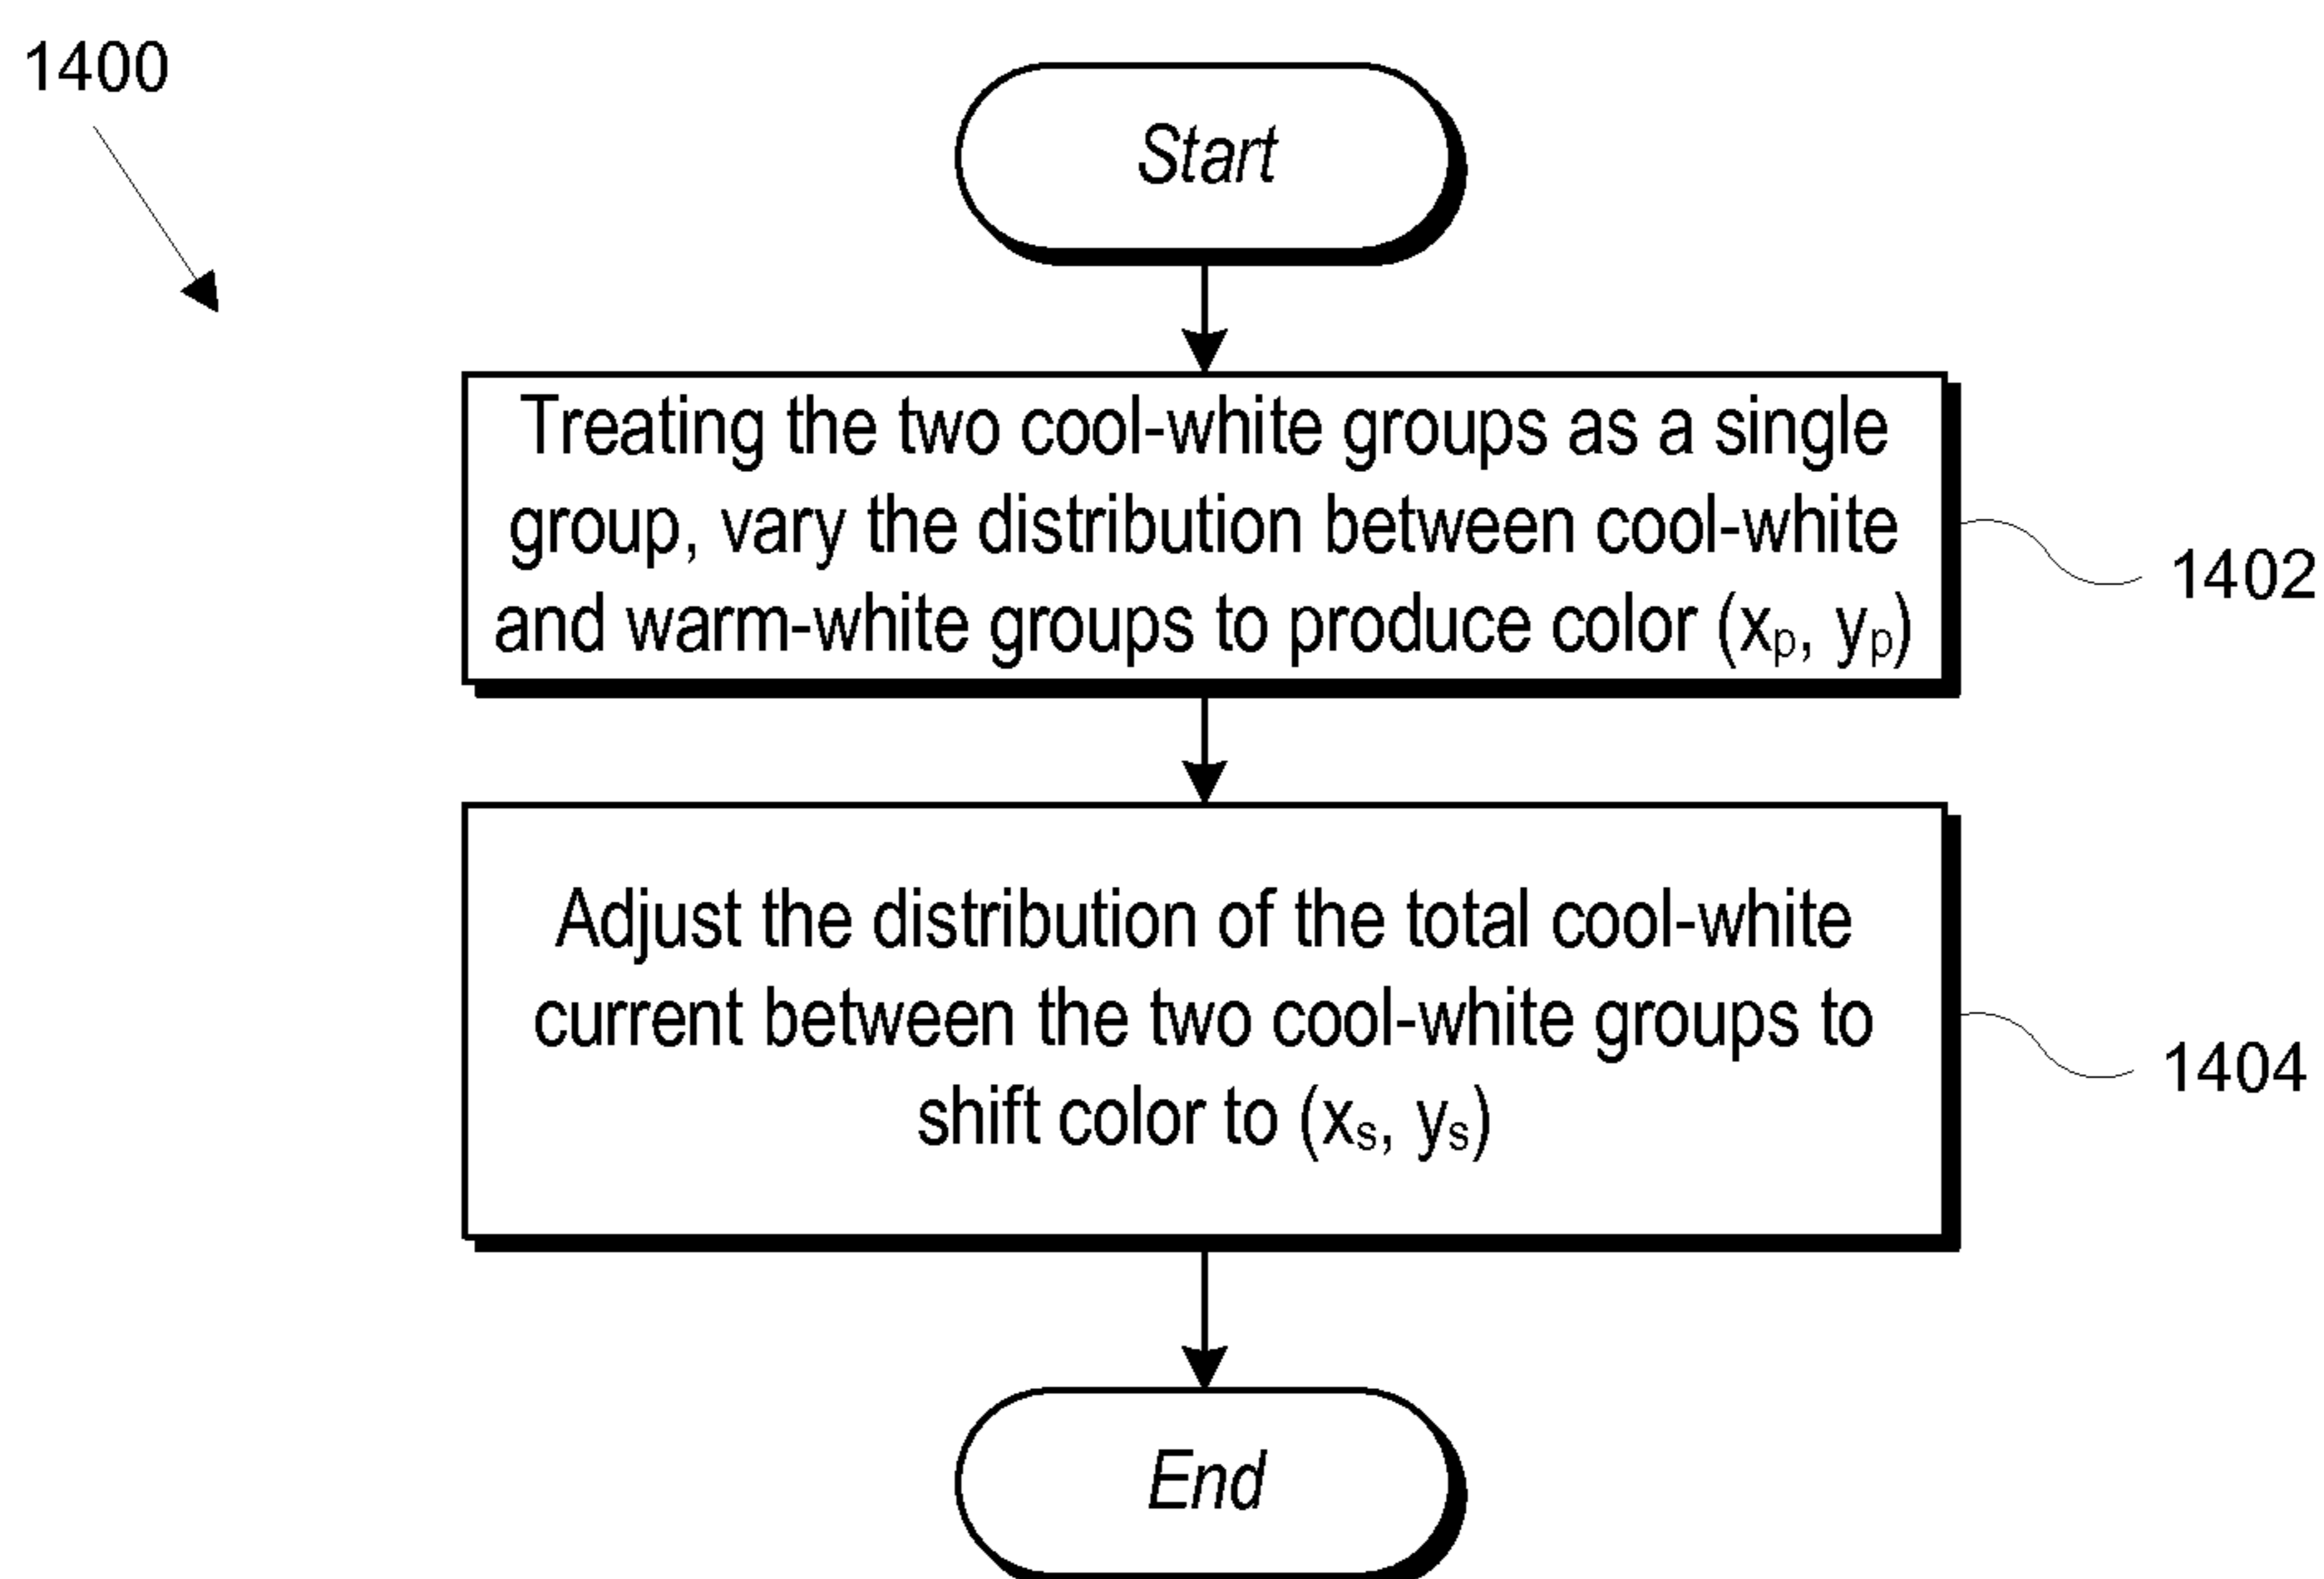 1400
Start
Treating the two cool-white groups as a single
group, vary the distribution between cool-white
and warm-white groups to produce color (xₚ, yₚ)
1402
Adjust the distribution of the total cool-white
current between the two cool-white groups to
shift color to (xₛ, yₛ)
1404
End